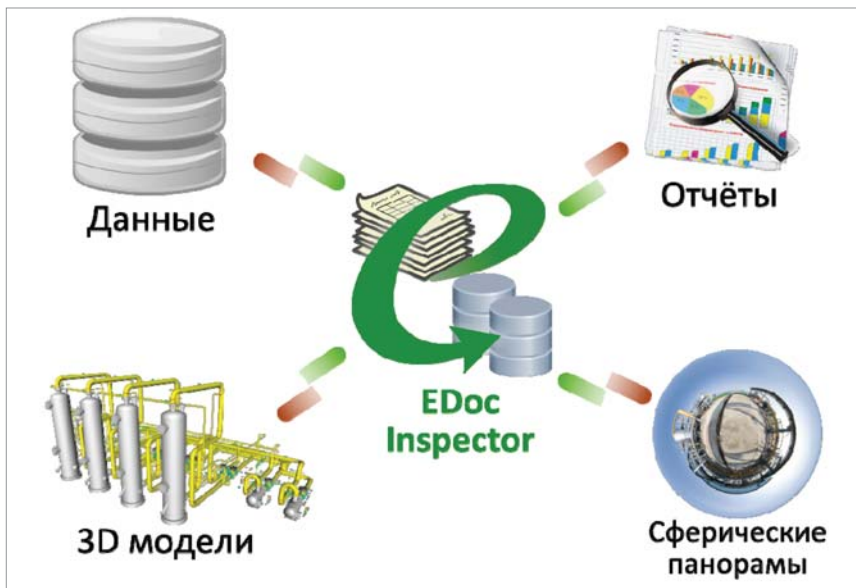 Данные
Отчёты
EDoc
Inspector
3D модели
Сферические
панорамы